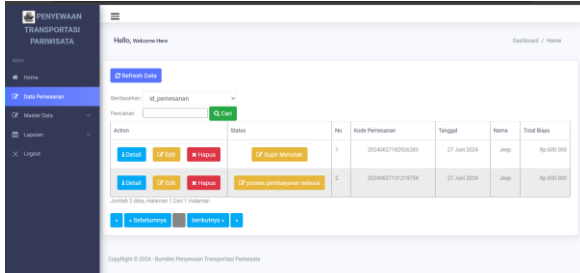 PENYEWAAN
TRANSPORTASI
PARIWISATA
Main
Home
Data Pemesanan
Master Data
Laporan
Logout
Hello, Welcome Here
Dashboard / Home
Refresh Data
Berdasarkan : id_pemesanan
Pencarian : Cari
Action Status No Kode Pemesanan Tanggal Nama Total Biaya
Detail Edit Hapus Supir Menolak 1 20240627162926283 27 Juni 2024 Jeep Rp.600.000
Detail Edit Hapus proses pembayaran selesai 2 20240627131219754 27 Juni 2024 Jeep Rp.600.000
Jumlah 2 data, Halaman 1 Dari 1 Halaman
« « Sebelumnya Berikutnya » »
CopyRight © 2024 - Bumdes Penyewaan Transportasi Pariwisata